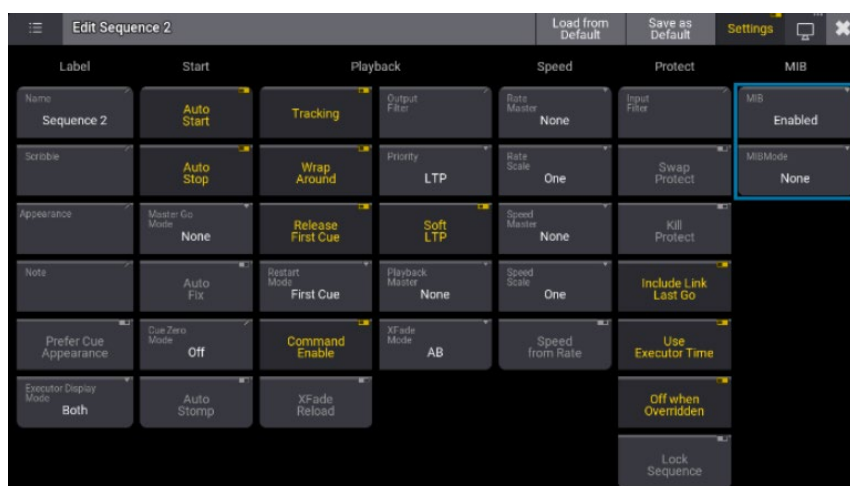 Edit Sequence 2
Load from
Default
Save as
Default
Settings
Label
Start
Playback
Speed
Protect
MIB
Name
Sequence 2
Auto
Start
Tracking
Output
Filter
Rate
Master
None
Input
Filter
MIB
Enabled
Scribble
Auto
Stop
Wrap
Around
Priority
LTP
Rate
Scale
One
Swap
Protect
MIBMode
None
Appearance
Master Go
Mode
None
Release
First Cue
Soft
LTP
Speed
Master
None
Kill
Protect
Note
Auto
Fix
Restart
Mode
First Cue
Playback
Master
None
Speed
Scale
One
Include Link
Last Go
Prefer Cue
Appearance
Cue Zero
Mode
Off
Command
Enable
XFade
Mode
AB
Speed
from Rate
Use
Executor Time
Executor Display
Mode
Both
Auto
Stomp
XFade
Reload
Off when
Overridden
Lock
Sequence